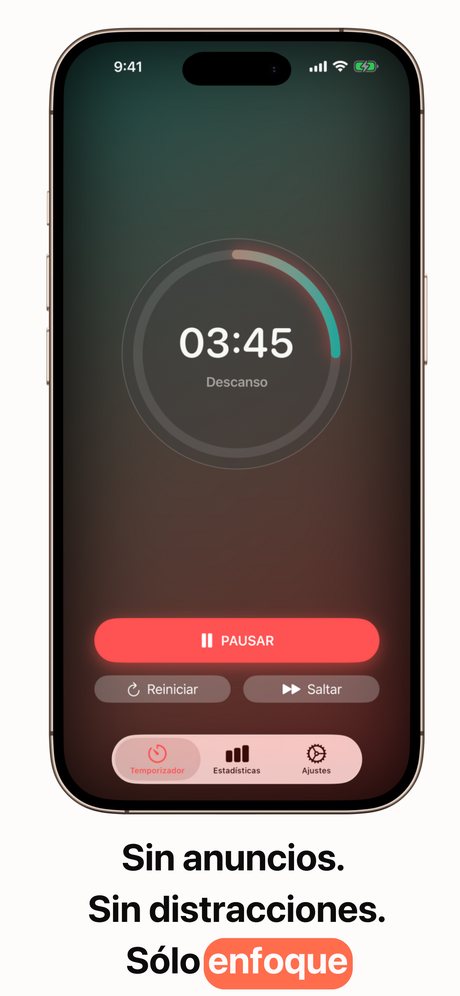 9:41
03:45
Descanso
PAUSAR
Reiniciar
Saltar
Temporizador
Estadísticas
Ajustes
Sin anuncios.
Sin distracciones.
Sólo enfoque